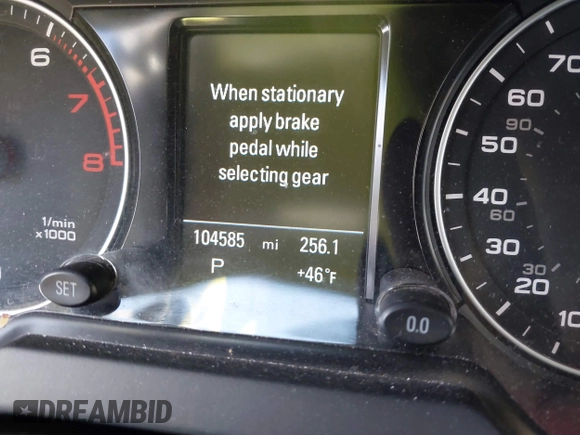 6
7
8
1/min
x1000
SET
When stationary
apply brake
pedal while
selecting gear
104585 mi 256.1
P +46°F
0.0
70
60
90
50
40
60
30
30
20
10
DREAMBID